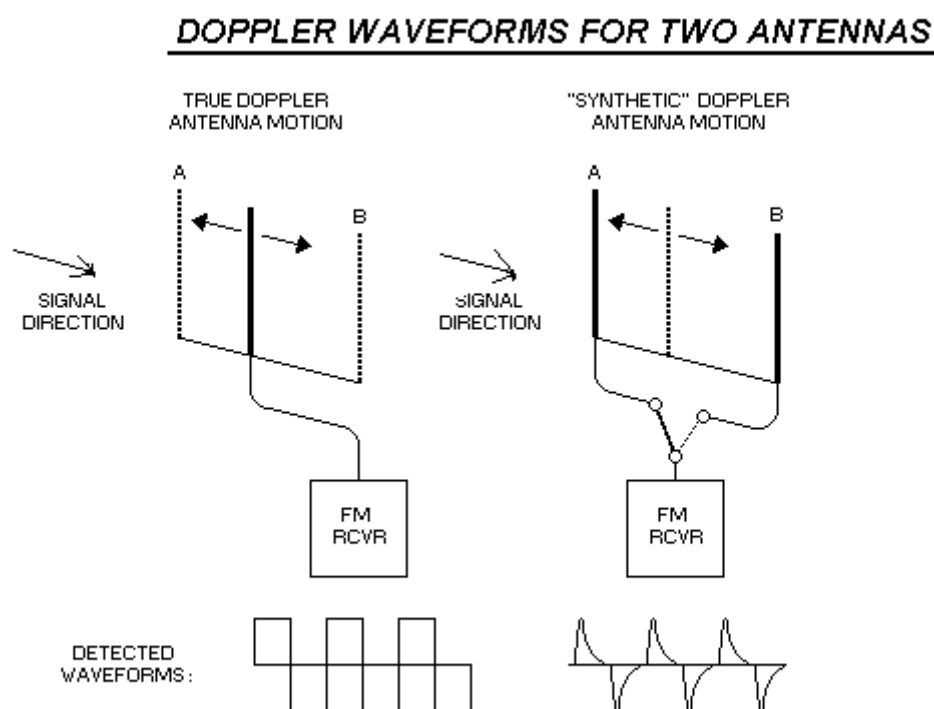 DOPPLER WAVEFORMS FOR TWO ANTENNAS
TRUE DOPPLER
ANTENNA MOTION
"SYNTHETIC" DOPPLER
ANTENNA MOTION
A
B
A
B
SIGNAL
DIRECTION
SIGNAL
DIRECTION
FM
RCVR
FM
RCVR
DETECTED
WAVEFORMS: